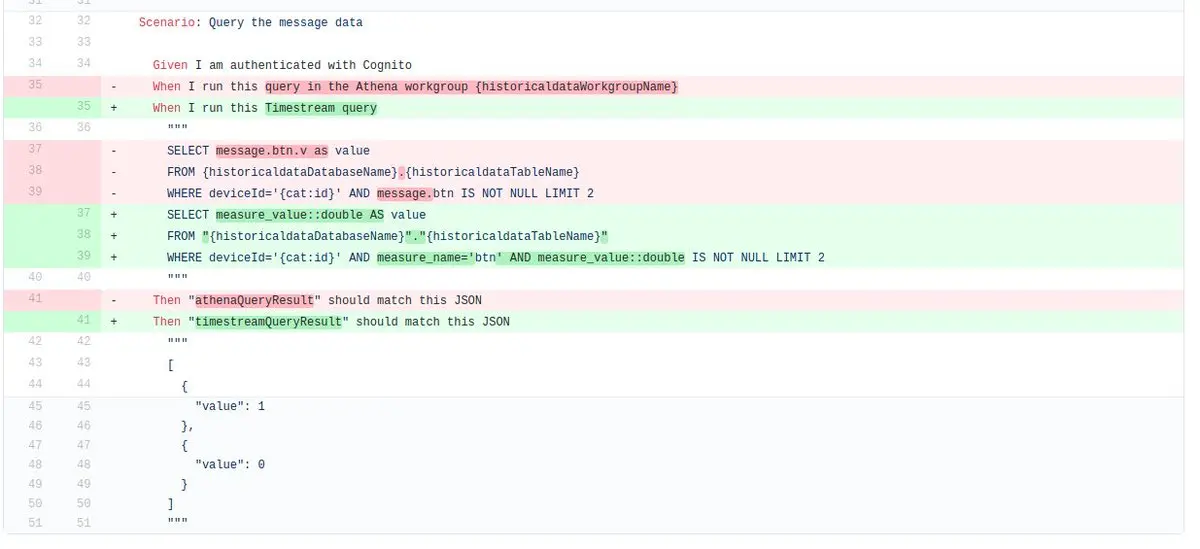 31 31
32 32 Scenario: Query the message data
33 33
34 34 Given I am authenticated with Cognito
35 - When I run this query in the Athena workgroup {historicaldataWorkgroupName}
35 + When I run this Timestream query
36 36 """
37 - SELECT message.btn.v as value
38 - FROM {historicaldataDatabaseName}.{historicaldataTableName}
39 - WHERE deviceId='{cat:id}' AND message.btn IS NOT NULL LIMIT 2
37 + SELECT measure_value::double AS value
38 + FROM "{historicaldataDatabaseName}"."{historicaldataTableName}"
39 + WHERE deviceId='{cat:id}' AND measure_name='btn' AND measure_value::double IS NOT NULL LIMIT 2
40 40 """
41 - Then "athenaQueryResult" should match this JSON
41 + Then "timestreamQueryResult" should match this JSON
42 42 """
43 43 [
44 44 {
45 45 "value": 1
46 46 },
47 47 {
48 48 "value": 0
49 49 }
50 50 ]
51 51 """